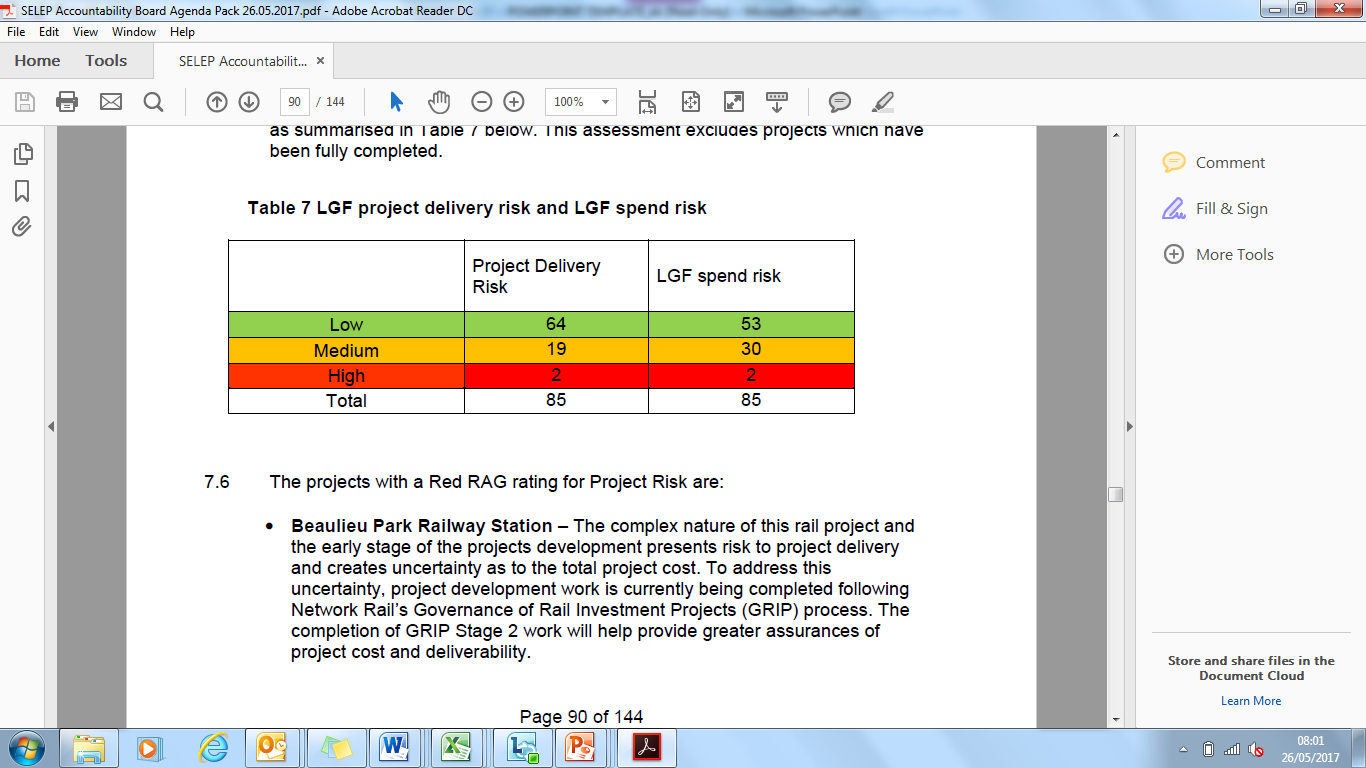 SELEP Accountability Board Agenda Pack 26.05.2017.pdf - Adobe Acrobat Reader DC
File Edit View Window Help
Home Tools SELEP Accountabilit... ×
90 / 144 100%
as summarised in Table 7 below. This assessment excludes projects which have
been fully completed.
Table 7 LGF project delivery risk and LGF spend risk
Project Delivery
Risk
LGF spend risk
Low 64 53
Medium 19 30
High 2 2
Total 85 85
7.6 The projects with a Red RAG rating for Project Risk are:
• Beaulieu Park Railway Station – The complex nature of this rail project and
the early stage of the projects development presents risk to project delivery
and creates uncertainty as to the total project cost. To address this
uncertainty, project development work is currently being completed following
Network Rail’s Governance of Rail Investment Projects (GRIP) process. The
completion of GRIP Stage 2 work will help provide greater assurances of
project cost and deliverability.
Page 90 of 144
Comment
Fill & Sign
More Tools
Store and share files in the
Document Cloud
Learn More
08:01
26/05/2017